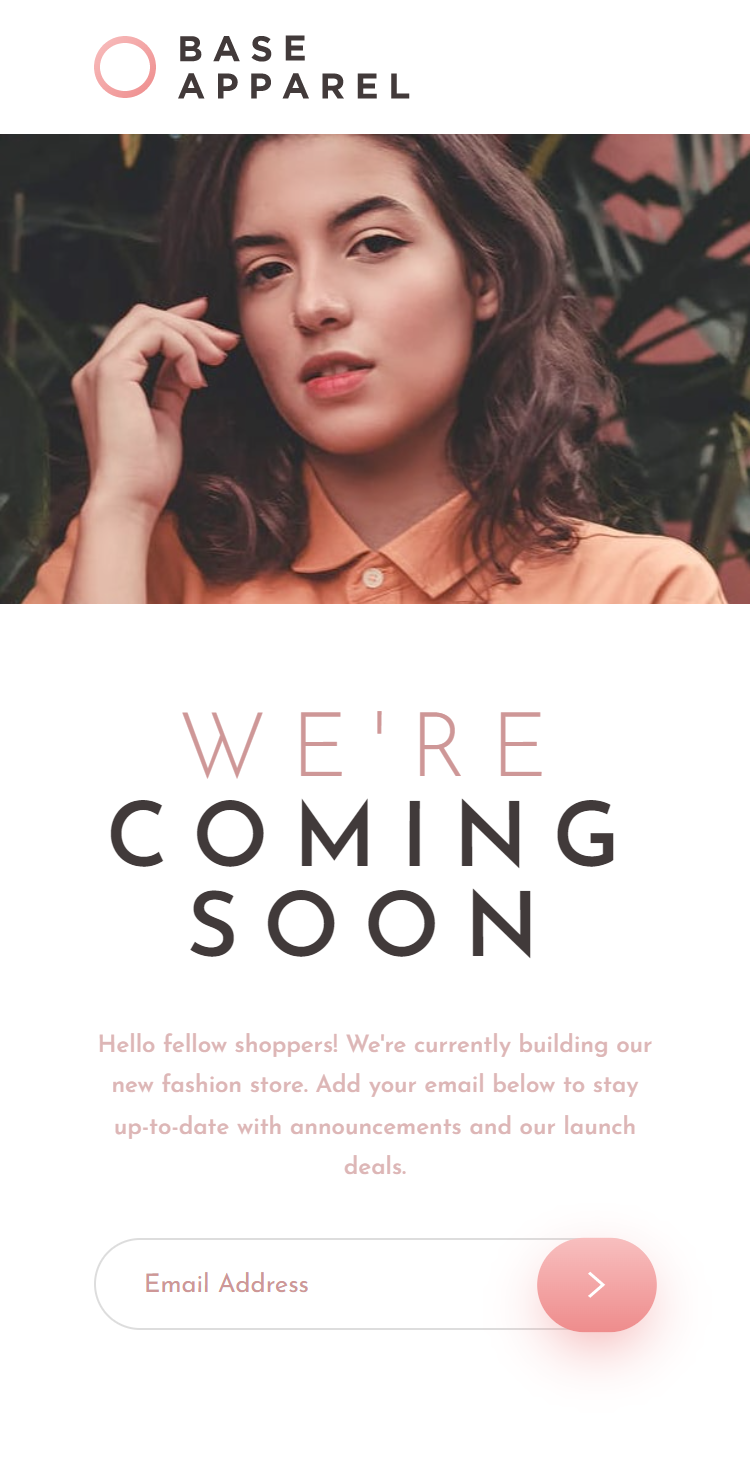 BASE
APPAREL
WE'RE
COMING
SOON
Hello fellow shoppers! We're currently building our
new fashion store. Add your email below to stay
up-to-date with announcements and our launch
deals.
Email Address